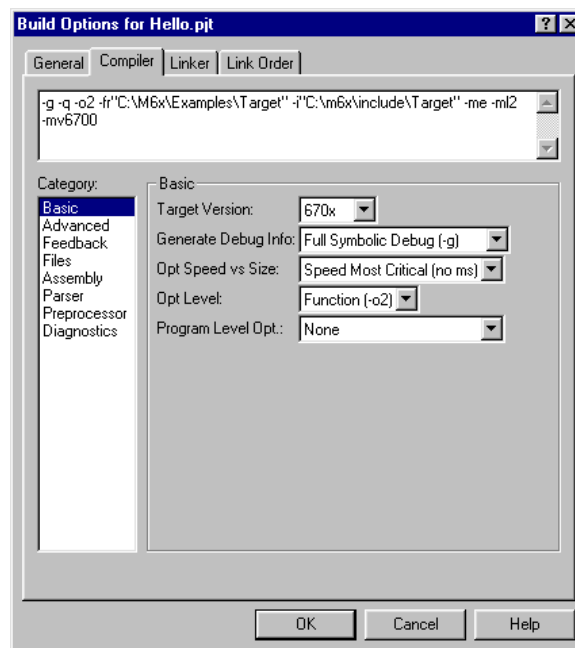 Build Options for Hello.pjt
General Compiler Linker Link Order
-g -q -o2 -fr"C:\M6x\Examples\Target" -i"C:\m6x\include\Target" -me -ml2
-mv6700
Category:
Basic
Advanced
Feedback
Files
Assembly
Parser
Preprocessor
Diagnostics
Basic
Target Version: 670x
Generate Debug Info: Full Symbolic Debug (-g)
Opt Speed vs Size: Speed Most Critical (no ms)
Opt Level: Function (-o2)
Program Level Opt.: None
OK Cancel Help